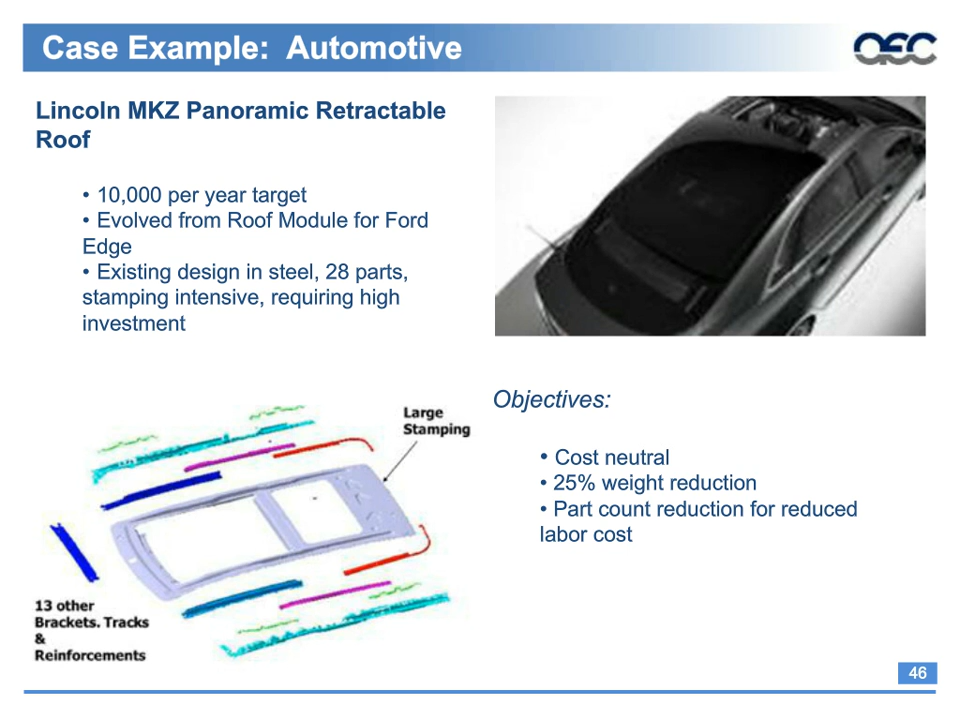 Case Example:  Automotive
AEC
Lincoln MKZ Panoramic Retractable
Roof
• 10,000 per year target
• Evolved from Roof Module for Ford
Edge
• Existing design in steel, 28 parts,
stamping intensive, requiring high
investment
Large
Stamping
13 other
Brackets. Tracks
&
Reinforcements
Objectives:
• Cost neutral
• 25% weight reduction
• Part count reduction for reduced
labor cost
46